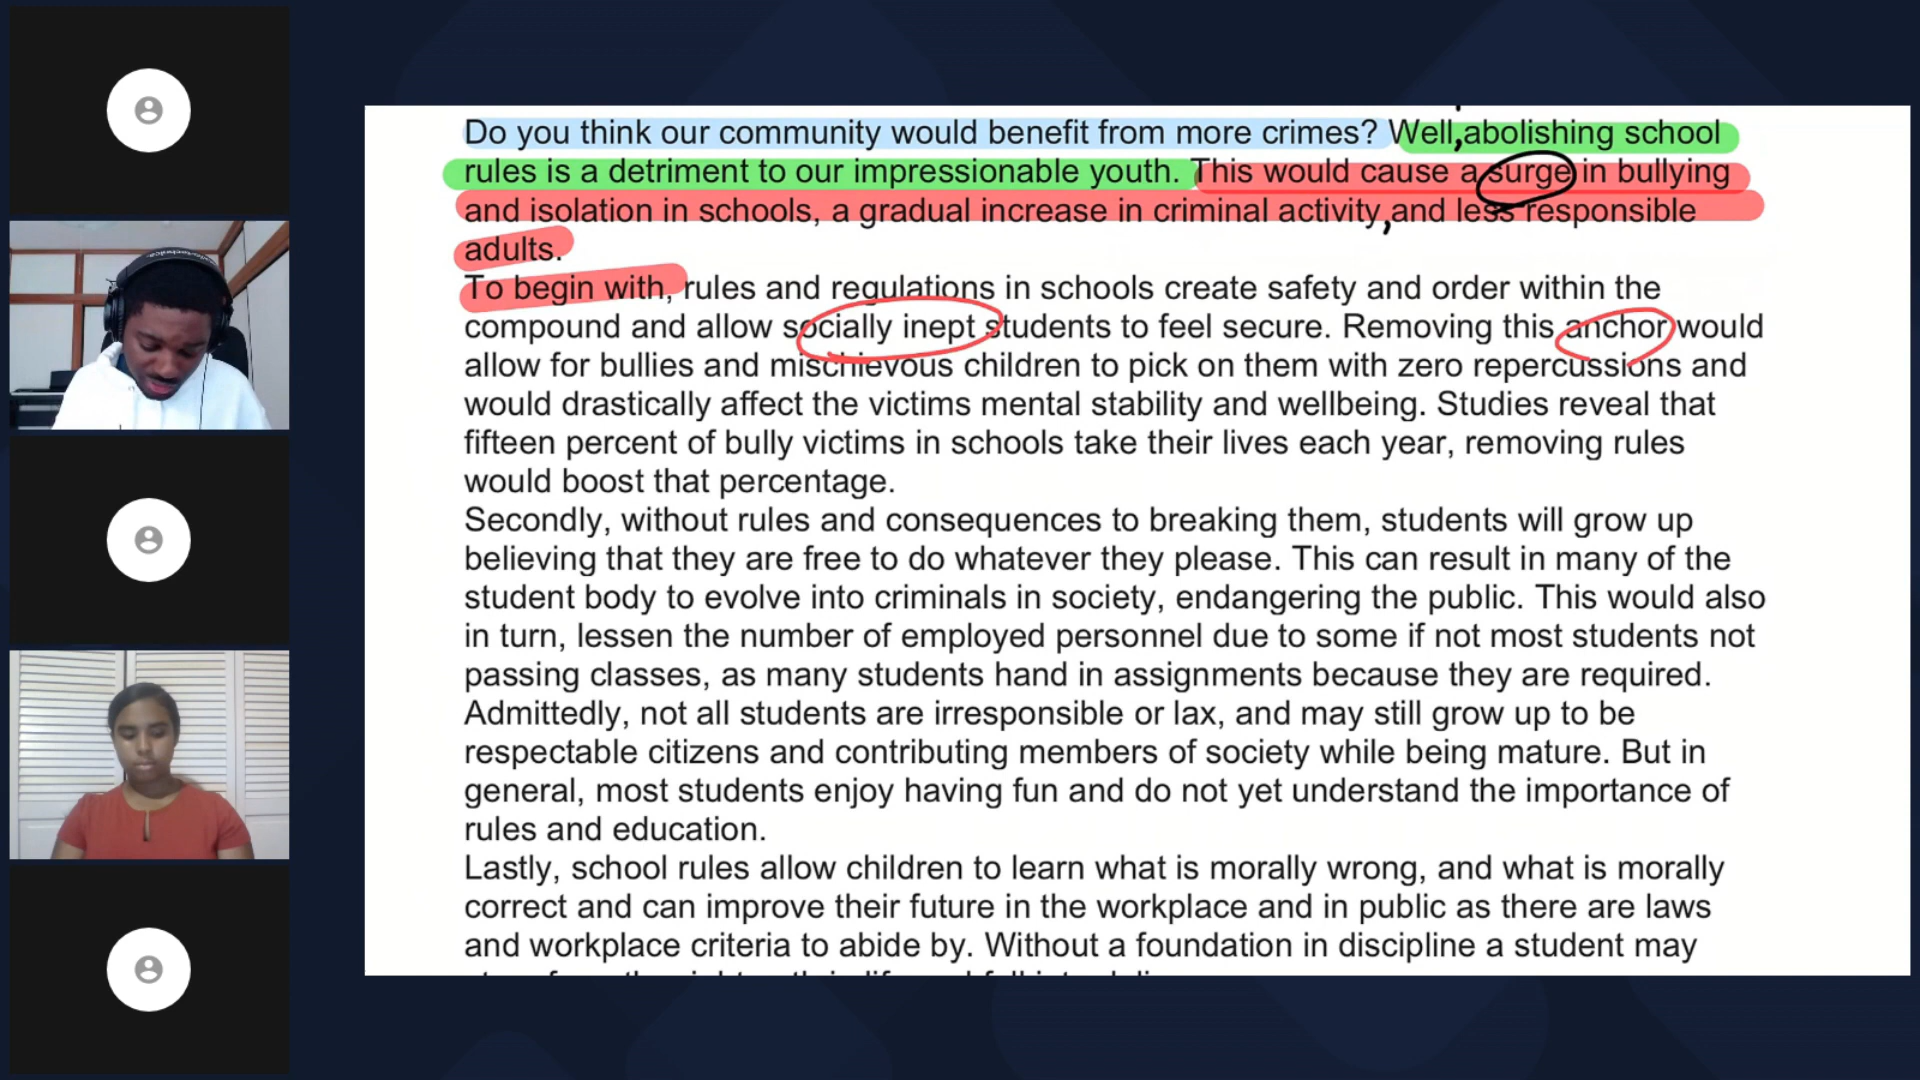 Do you think our community would benefit from more crimes? Well,abolishing school
rules is a detriment to our impressionable youth. This would cause a surge in bullying
and isolation in schools, a gradual increase in criminal activity,and less responsible
adults.
To begin with, rules and regulations in schools create safety and order within the
compound and allow socially inept students to feel secure. Removing this anchor would
allow for bullies and mischievous children to pick on them with zero repercussions and
would drastically affect the victims mental stability and wellbeing. Studies reveal that
fifteen percent of bully victims in schools take their lives each year, removing rules
would boost that percentage.
Secondly, without rules and consequences to breaking them, students will grow up
believing that they are free to do whatever they please. This can result in many of the
student body to evolve into criminals in society, endangering the public. This would also
in turn, lessen the number of employed personnel due to some if not most students not
passing classes, as many students hand in assignments because they are required.
Admittedly, not all students are irresponsible or lax, and may still grow up to be
respectable citizens and contributing members of society while being mature. But in
general, most students enjoy having fun and do not yet understand the importance of
rules and education.
Lastly, school rules allow children to learn what is morally wrong, and what is morally
correct and can improve their future in the workplace and in public as there are laws
and workplace criteria to abide by. Without a foundation in discipline a student may